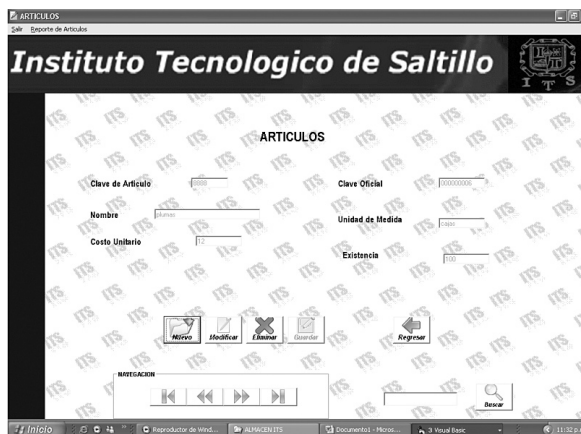 ARTICULOS
Salir Reporte de Articulos
Instituto Tecnologico de Saltillo
I T S
ARTICULOS
Clave de Articulo 8888 Clave Oficial 000000006
Nombre plumas Unidad de Medida cajas
Costo Unitario 12 Existencia 100
Nuevo Modificar Eliminar Guardar Regresar
NAVEGACION
Buscar
Inicio Reproductor de Wind... ALMACEN ITS Documento1 - Micros... 3 Visual Basic 11:32 p.